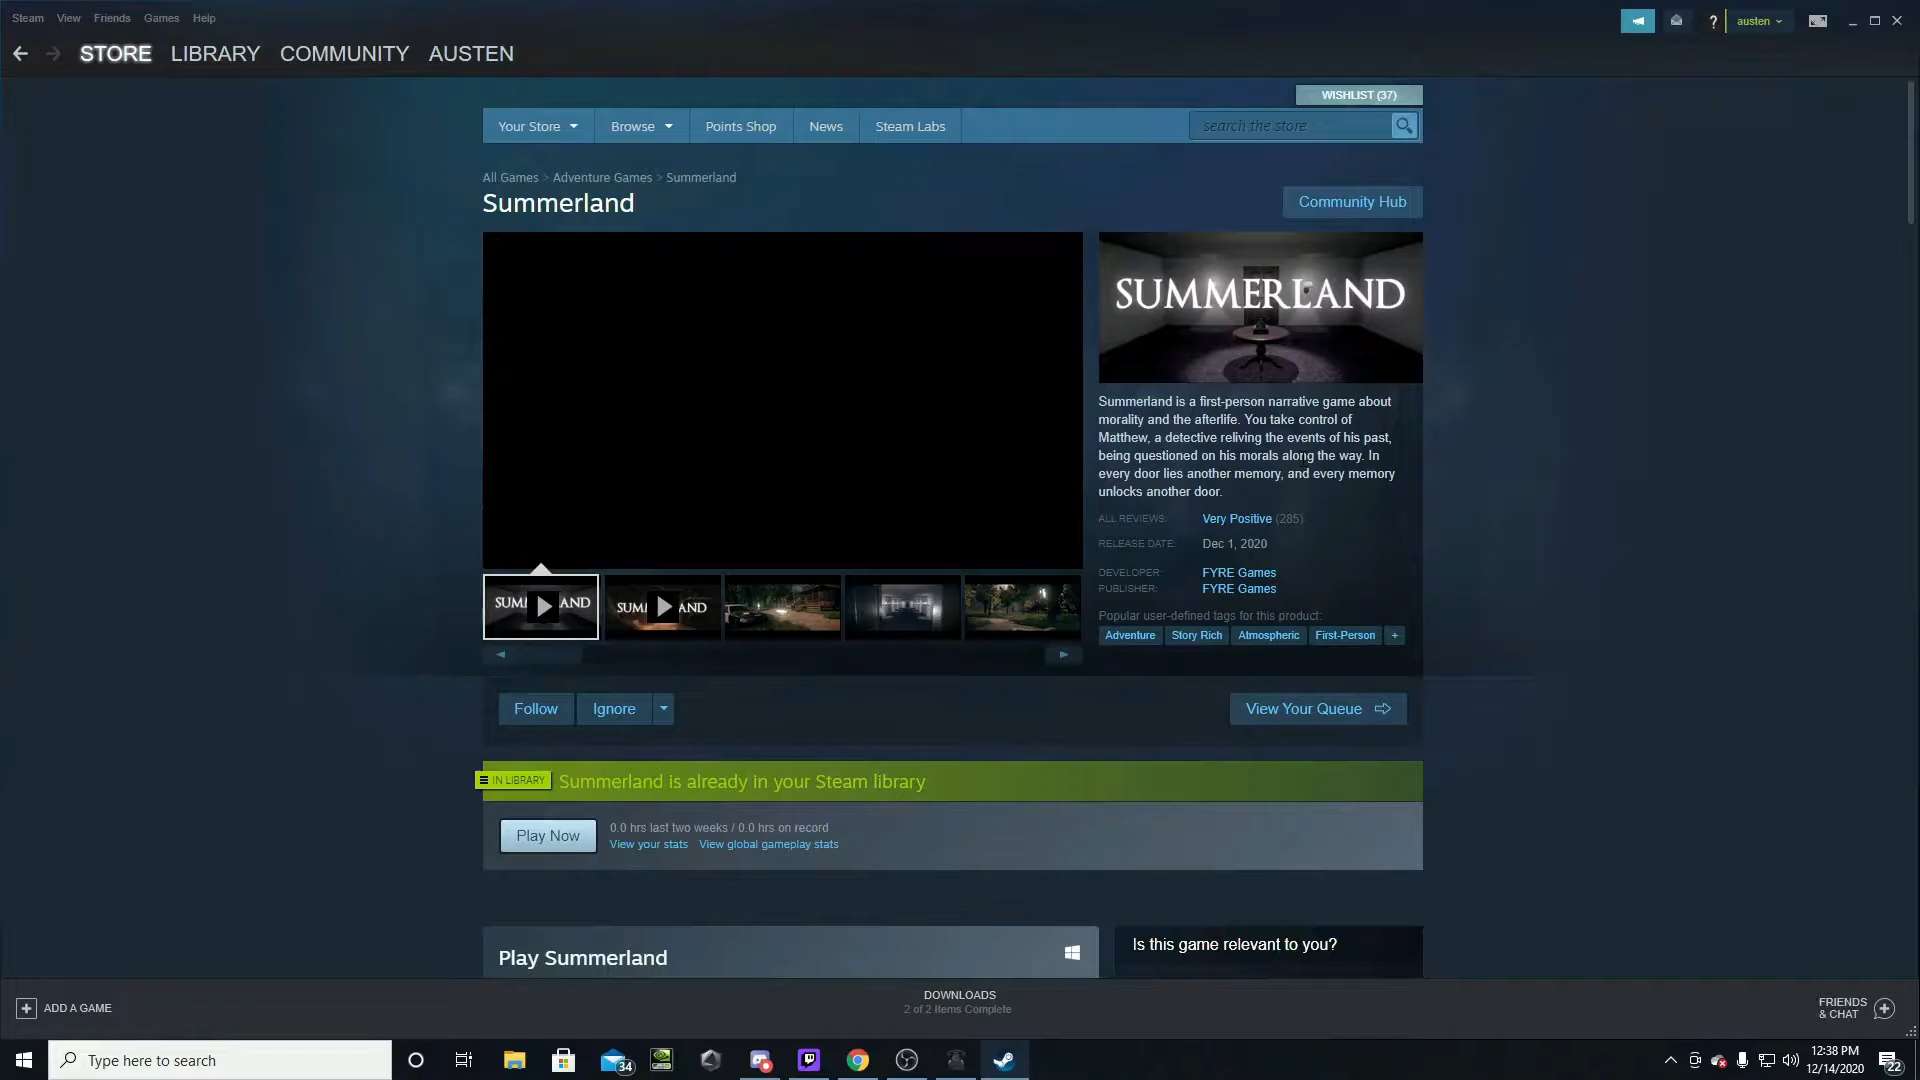 Steam View Friends Games Help
austen
STORE LIBRARY COMMUNITY AUSTEN
WISHLIST (37)
Your Store Browse Points Shop News Steam Labs search the store
All Games > Adventure Games > Summerland
Summerland
Community Hub
SUMMERLAND
Summerland is a first-person narrative game about
morality and the afterlife. You take control of
Matthew, a detective reliving the events of his past,
being questioned on his morals along the way. In
every door lies another memory, and every memory
unlocks another door.
ALL REVIEWS: Very Positive (285)
RELEASE DATE: Dec 1, 2020
DEVELOPER: FYRE Games
PUBLISHER: FYRE Games
Popular user-defined tags for this product:
Adventure Story Rich Atmospheric First-Person +
SUM AND
SUM AND
Follow Ignore
View Your Queue
IN LIBRARY Summerland is already in your Steam library
Play Now
0.0 hrs last two weeks / 0.0 hrs on record
View your stats View global gameplay stats
Play Summerland
Is this game relevant to you?
ADD A GAME
DOWNLOADS
2 of 2 Items Complete
FRIENDS
& CHAT
Type here to search
34
12:38 PM
12/14/2020
22